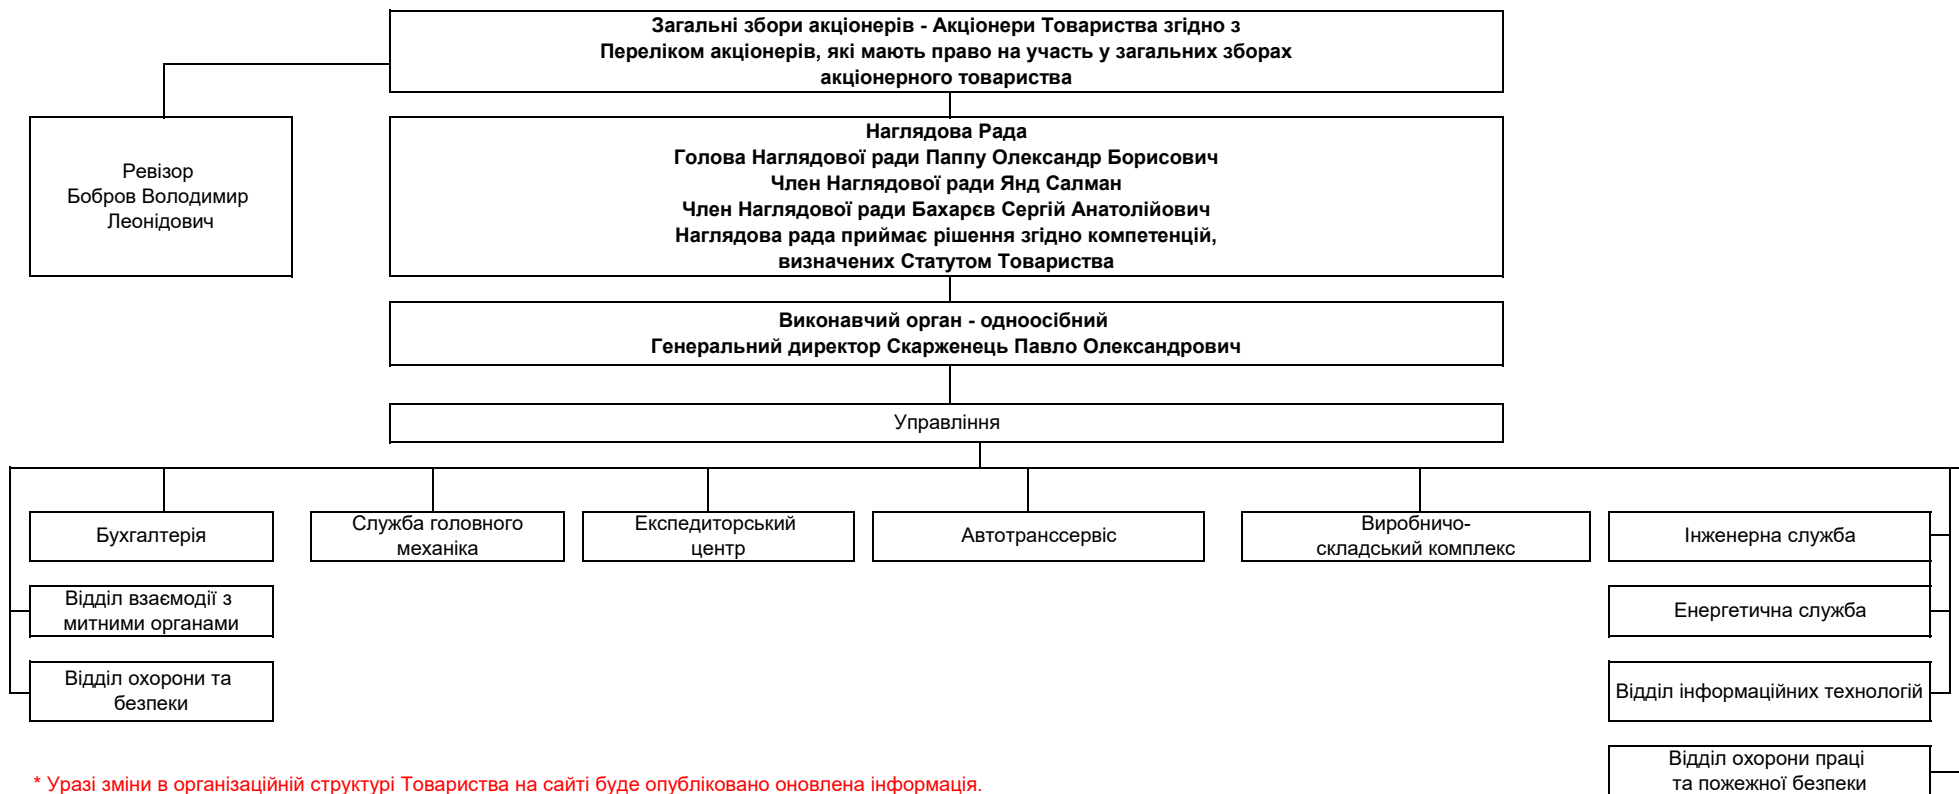 Загальні збори акціонерів - Акціонери Товариства згідно з
Переліком акціонерів, які мають право на участь у загальних зборах
акціонерного товариства
Ревізор
Бобров Володимир
Леонідович
Наглядова Рада
Голова Наглядової ради Паппу Олександр Борисович
Член Наглядової ради Янд Салман
Член Наглядової ради Бахарєв Сергій Анатолійович
Наглядова рада приймає рішення згідно компетенцій,
визначених Статутом Товариства
Виконавчий орган - одноосібний
Генеральний директор Скарженець Павло Олександрович
Управління
Бухгалтерія
Служба головного
механіка
Експедиторський
центр
Автотранссервіс
Виробничо-
складський комплекс
Інженерна служба
Відділ взаємодії з
митними органами
Енергетична служба
Відділ охорони та
безпеки
Відділ інформаційних технологій
Відділ охорони праці
та пожежної безпеки
* Уразі зміни в організаційній структурі Товариства на сайті буде опубліковано оновлена інформація.